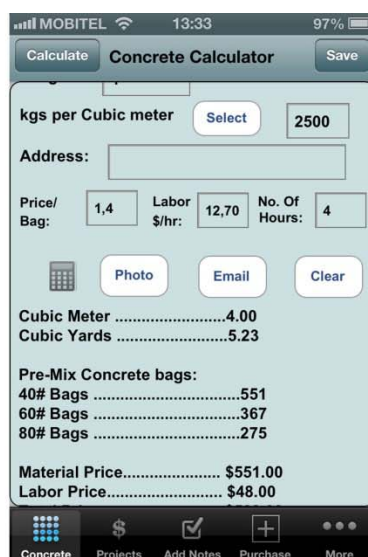 MOBITEL 13:33 97%
Calculate Concrete Calculator Save
kgs per Cubic meter Select 2500
Address:
Price/ Bag: 1,4 Labor $/hr: 12,70 No. Of Hours: 4
Photo Email Clear
Cubic Meter ..........................4.00
Cubic Yards ..........................5.23
Pre-Mix Concrete bags:
40# Bags ..................................551
60# Bags ..................................367
80# Bags ..................................275
Material Price...................... $551.00
Labor Price............................ $48.00
Concrete Projects Add Notes Purchase More